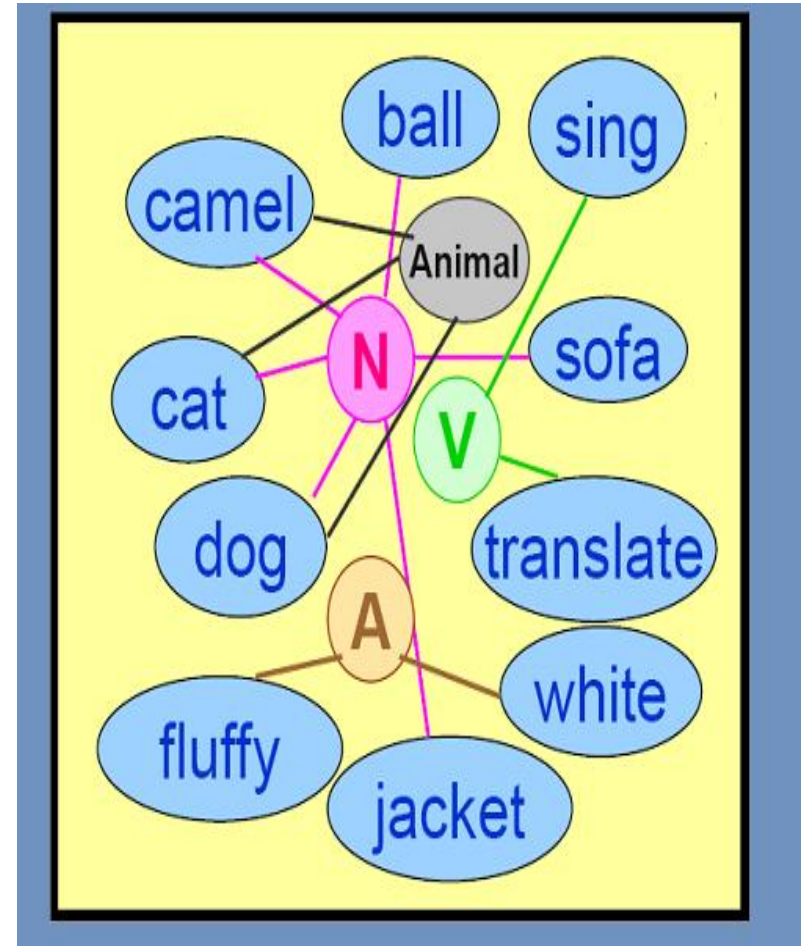 ball
sing
camel
Animal
N
sofa
cat
V
dog
translate
A
white
fluffy
jacket